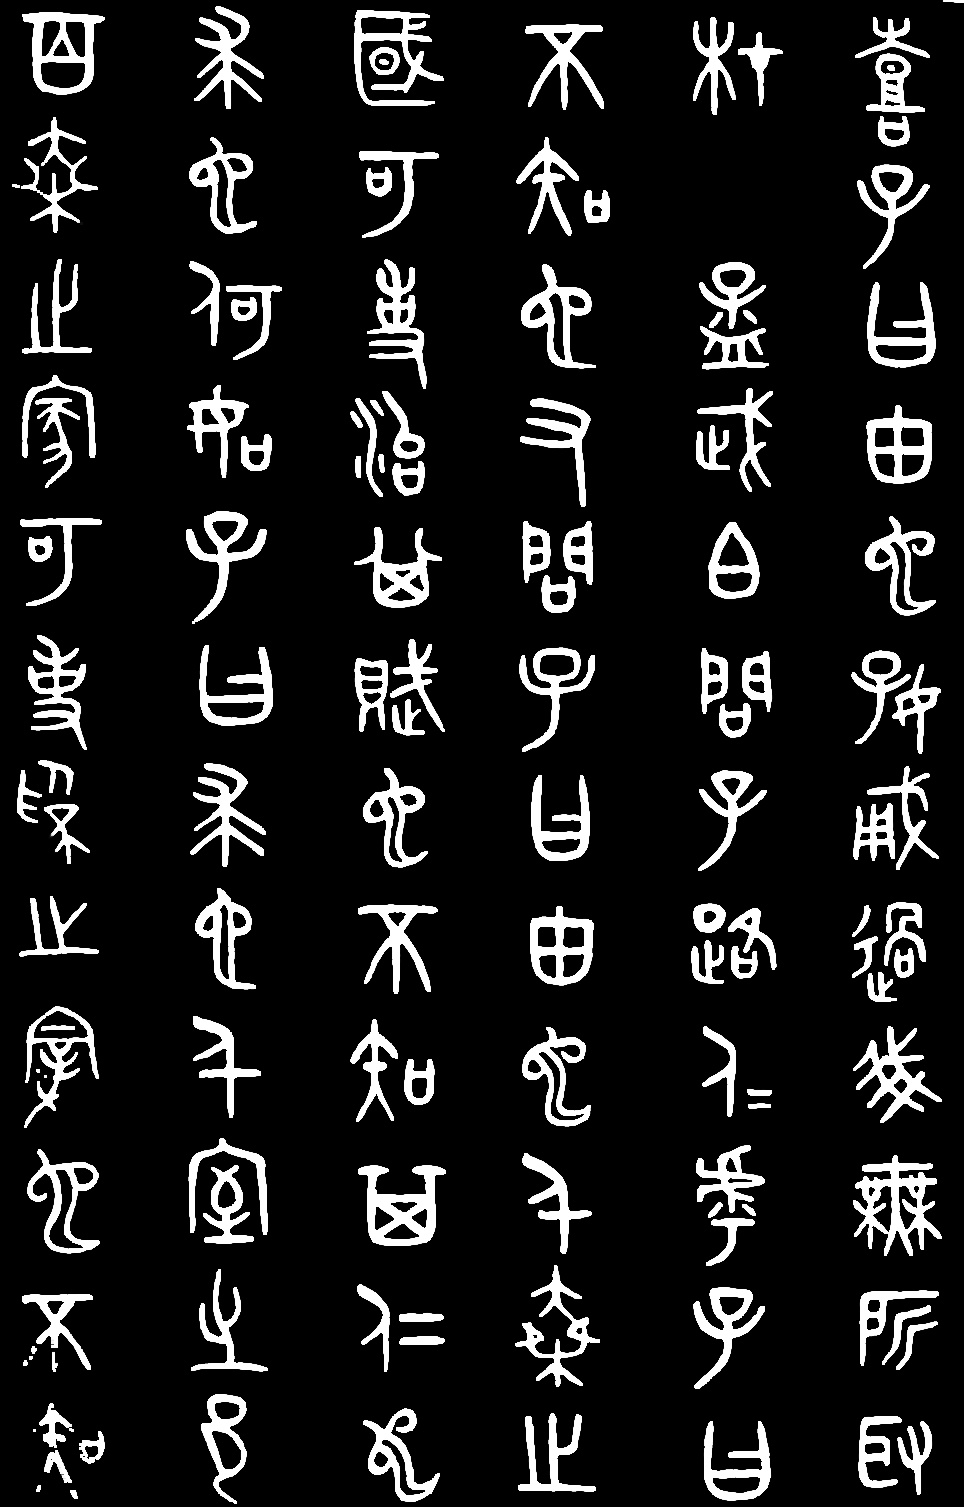 喜子曰由也好勇過我無所取
材 孟武伯問子路仁乎子曰
不知也又問子曰由也千乘之
國可使治其賦也不知其仁也
求也何如子曰求也千室之邑
百乘之家可使為之宰也不知